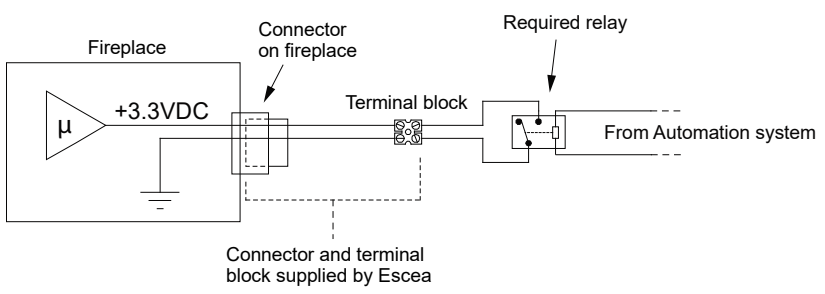 Required relay
Connector
on fireplace
Fireplace
+3.3VDC
Terminal block
μ
From Automation system
Connector and terminal
block supplied by Escea